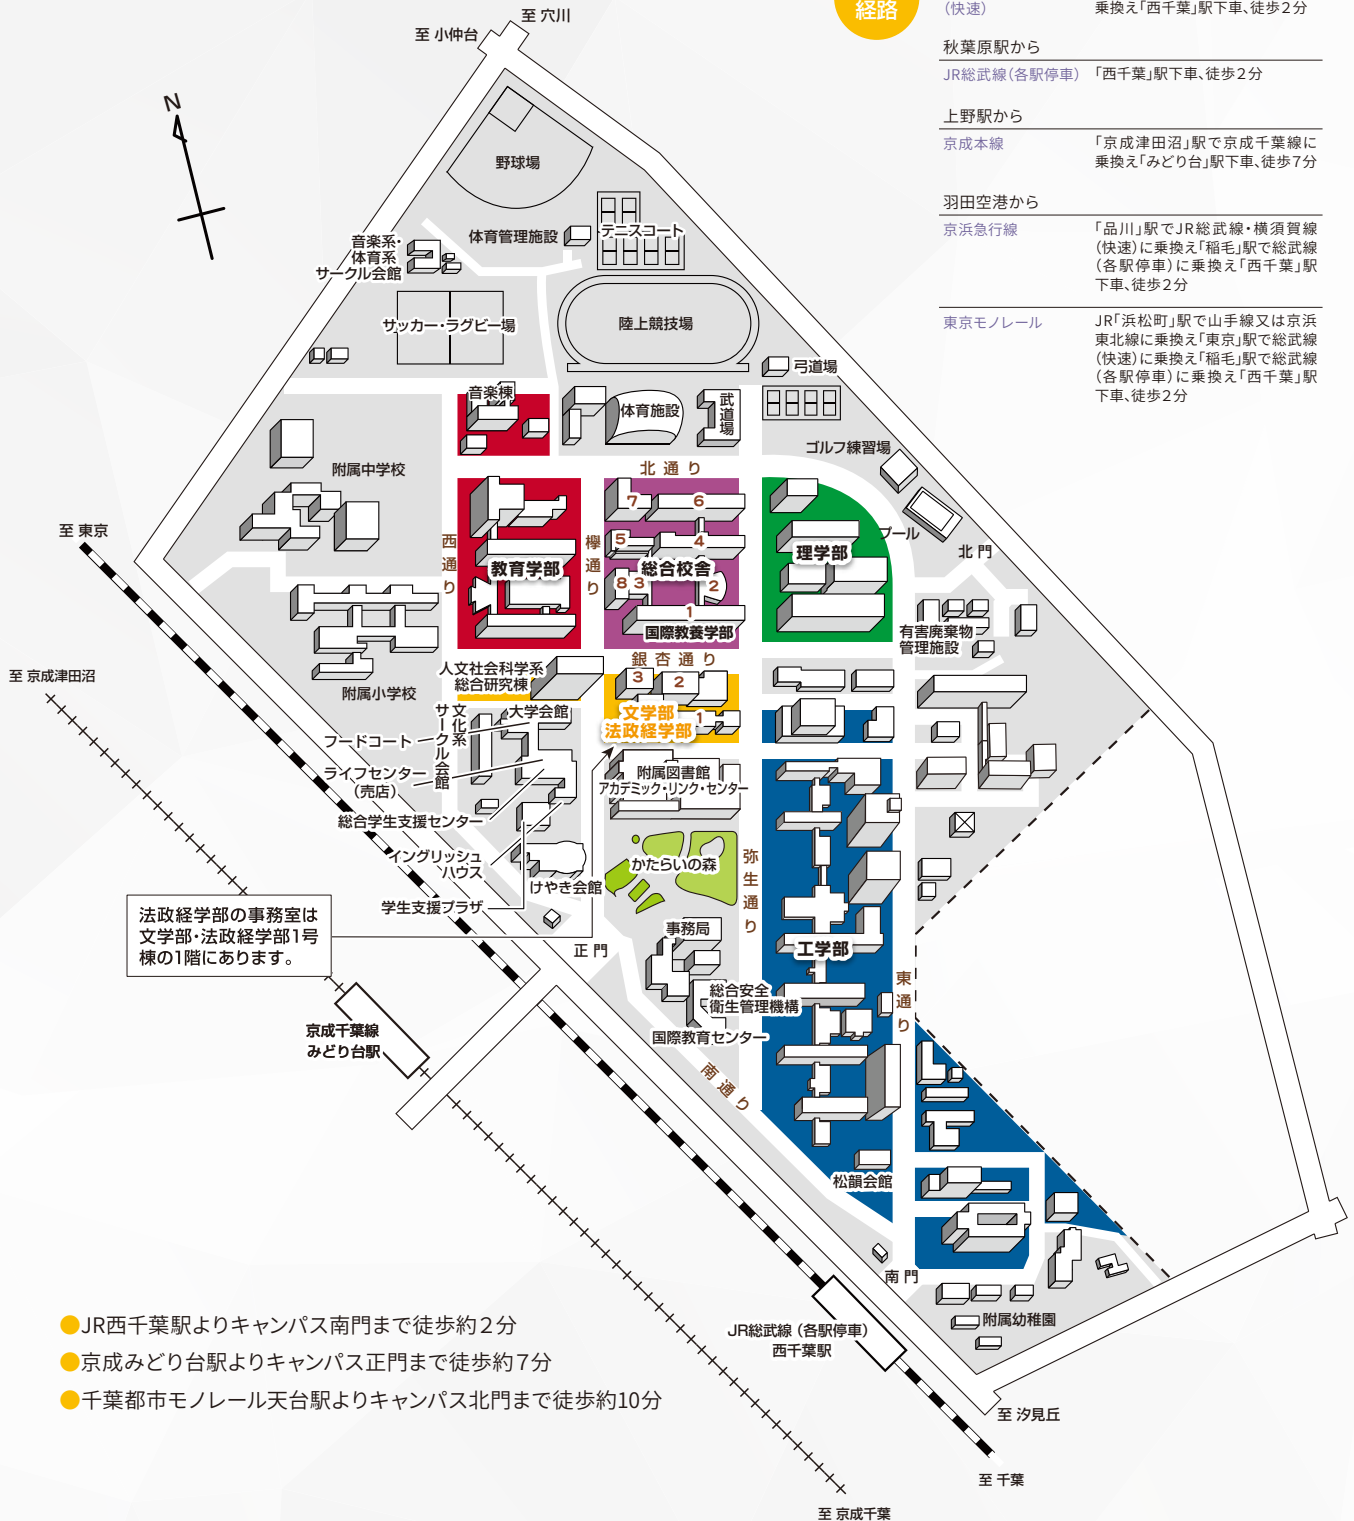 経路
(快速)
乗換え「西千葉」駅下車、徒歩2分
秋葉原駅から
JR総武線(各駅停車)
「西千葉」駅下車、徒歩2分
上野駅から
京成本線
「京成津田沼」駅で京成千葉線に
乗換え「みどり台」駅下車、徒歩7分
羽田空港から
京浜急行線
「品川」駅でJR総武線・横須賀線
(快速)に乗換え「稲毛」駅で総武線
(各駅停車)に乗換え「西千葉」駅
下車、徒歩2分
東京モノレール
JR「浜松町」駅で山手線又は京浜
東北線に乗換え「東京」駅で総武線
(快速)に乗換え「稲毛」駅で総武線
(各駅停車)に乗換え「西千葉」駅
下車、徒歩2分
至 穴川
至 小仲台
N
野球場
体育管理施設
テニスコート
音楽系・
体育系
サークル会館
サッカー・ラグビー場
陸上競技場
弓道場
音楽棟
体育施設
武道場
ゴルフ練習場
北通り
附属中学校
プール
北門
至 東京
西通り
欅通り
教育学部
7
6
5
4
総合校舎
8
3
2
1
国際教養学部
理学部
有害廃棄物
管理施設
銀杏通り
人文社会科学系
総合研究棟
至 京成津田沼
附属小学校
3
2
1
文学部
法政経学部
文化系
サークル会館
大学会館
フードコート
ライフセンター
(売店)
総合学生支援センター
イングリッシュ
ハウス
学生支援プラザ
けやき会館
附属図書館
アカデミック・リンク・センター
かたらいの森
弥生通り
法政経学部の事務室は
文学部・法政経学部1号
棟の1階にあります。
正門
事務局
工学部
総合安全
衛生管理機構
国際教育センター
東通り
南通り
京成千葉線
みどり台駅
松韻会館
南門
附属幼稚園
JR総武線(各駅停車)
西千葉駅
至 汐見丘
至 千葉
至 京成千葉
●JR西千葉駅よりキャンパス南門まで徒歩約2分
●京成みどり台駅よりキャンパス正門まで徒歩約7分
●千葉都市モノレール天台駅よりキャンパス北門まで徒歩約10分